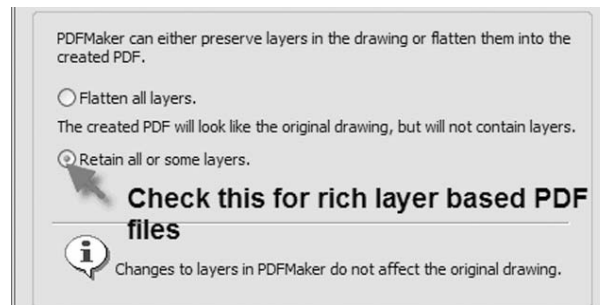 PDFMaker can either preserve layers in the drawing or flatten them into the
created PDF.
Flatten all layers.
The created PDF will look like the original drawing, but will not contain layers.
Retain all or some layers.
Check this for rich layer based PDF
files
Changes to layers in PDFMaker do not affect the original drawing.